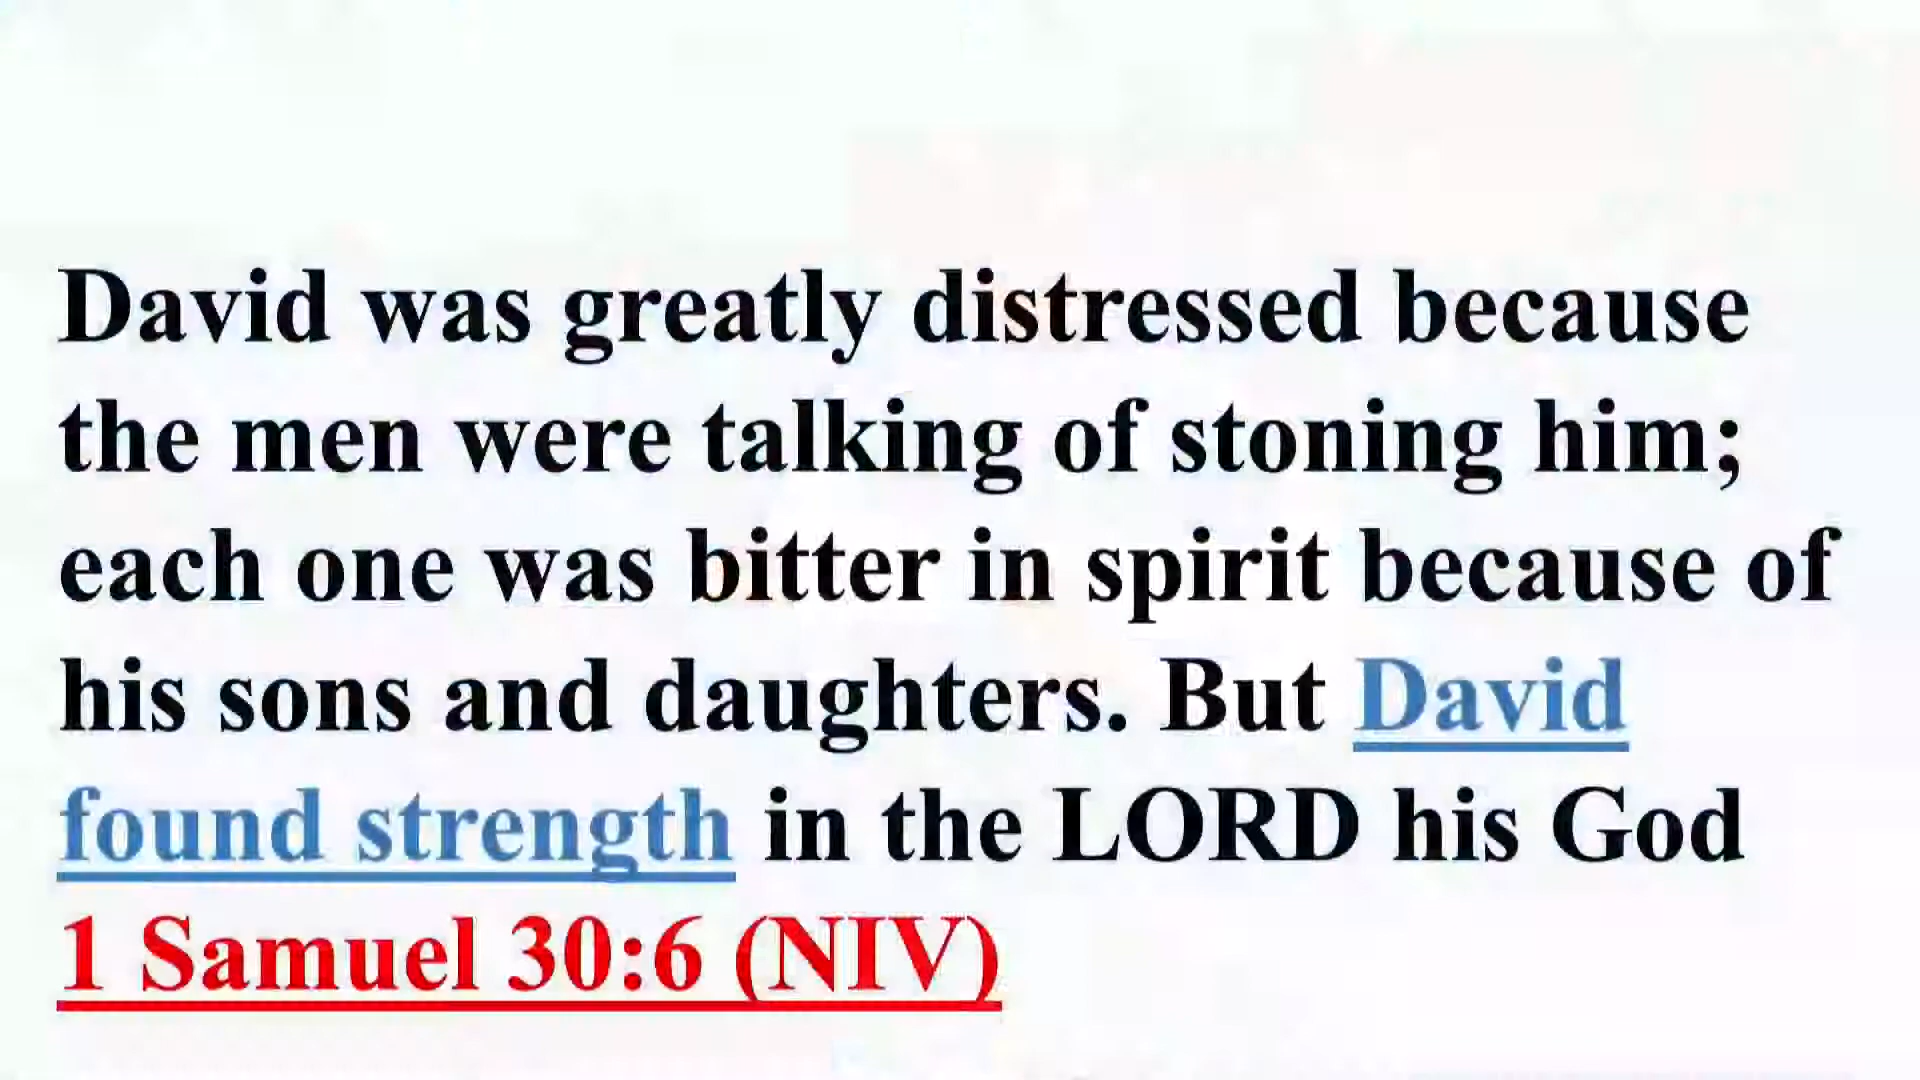 David was greatly distressed because
the men were talking of stoning him;
each one was bitter in spirit because of
his sons and daughters. But David
found strength in the LORD his God
1 Samuel 30:6 (NIV)